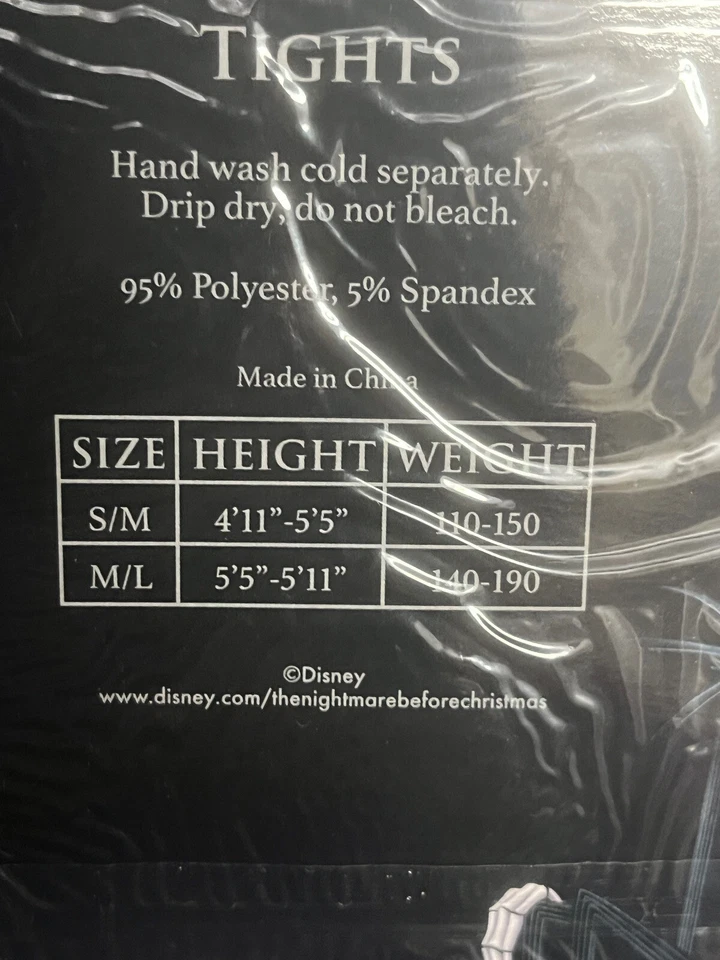 TIGHTS
Hand wash cold separately.
Drip dry, do not bleach.
95% Polyester, 5% Spandex
Made in China
SIZE HEIGHT WEIGHT
S/M 4'11”-5'5” 110-150
M/L 5'5”-5'11” 140-190
©Disney
www.disney.com/thenightmarebeforechristmas